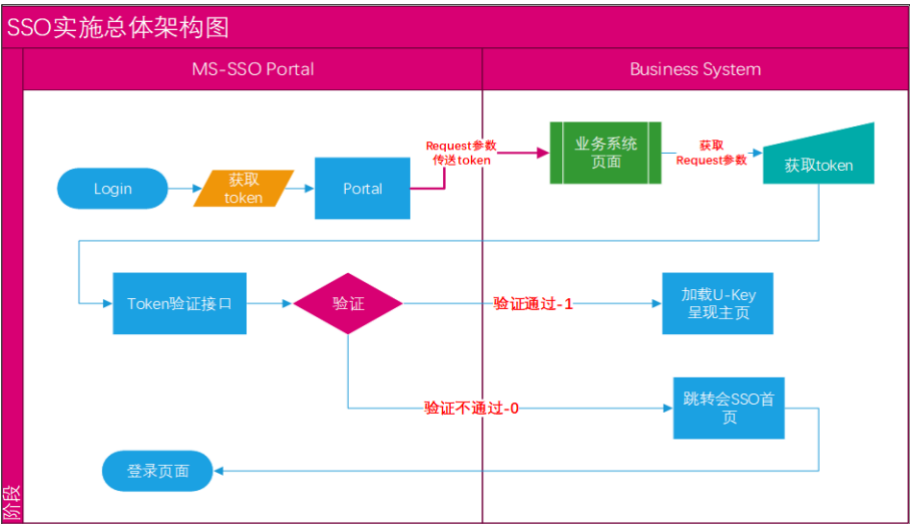 SSO实施总体架构图
MS-SSO Portal
Business System
Login
获取
token
Portal
Request参数
传送token
业务系统
页面
获取
Request参数
获取token
Token验证接口
验证
验证通过-1
加载U-Key
呈现主页
验证不通过-0
跳转会SSO首
页
登录页面
阶段